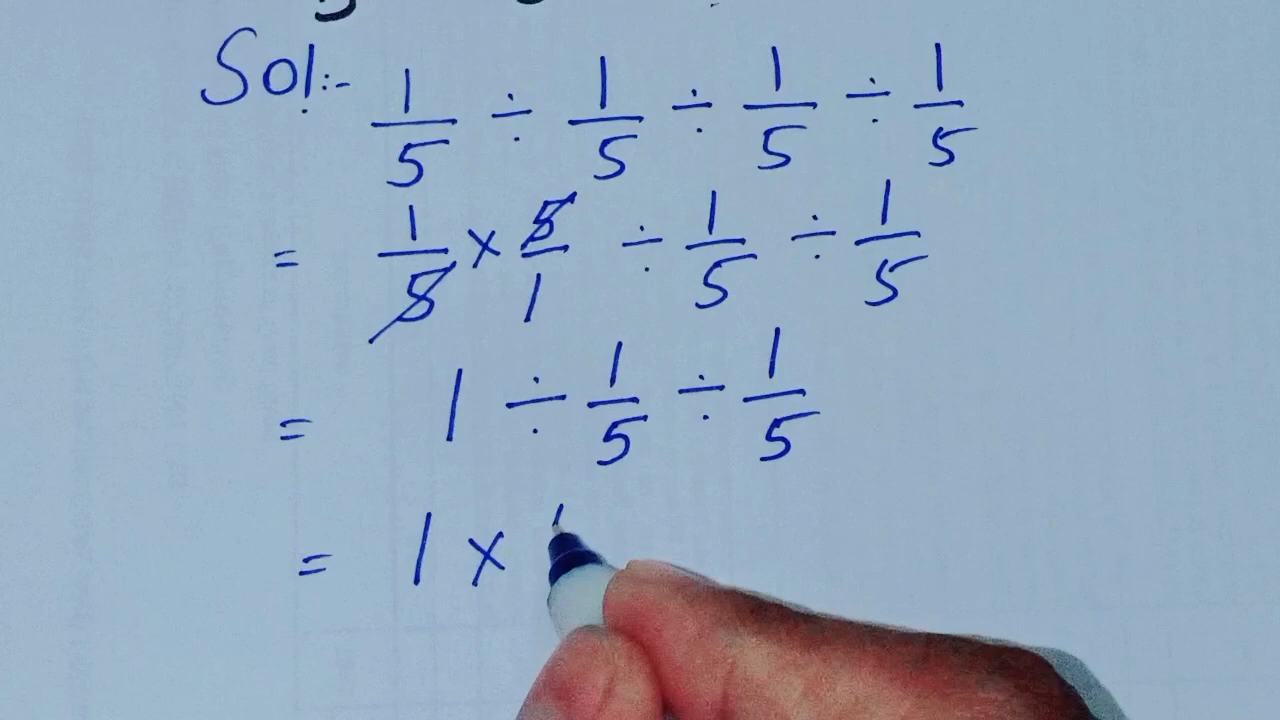 Sol:- 1/5 ÷ 1/5 ÷ 1/5 ÷ 1/5
= 1/5 × 5/1 ÷ 1/5 ÷ 1/5
= 1 ÷ 1/5 ÷ 1/5
= 1 ×